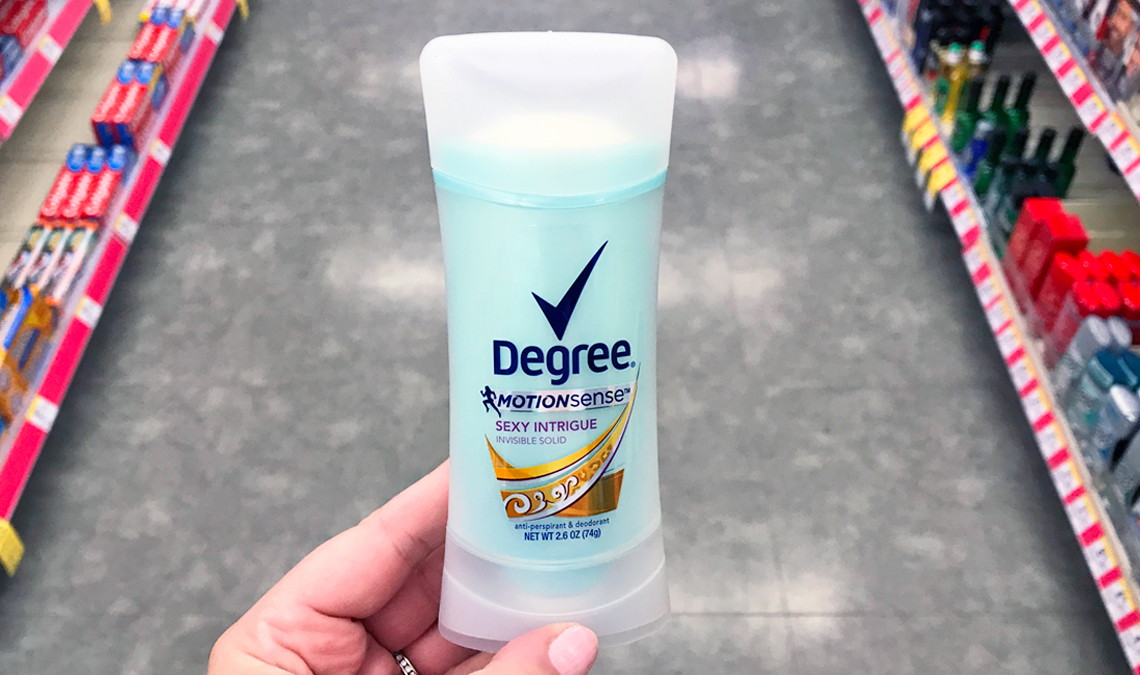 Degree®
MOTIONsense™
SEXY INTRIGUE
INVISIBLE SOLID
anti-perspirant & deodorant
NET WT 2.6 OZ (74g)